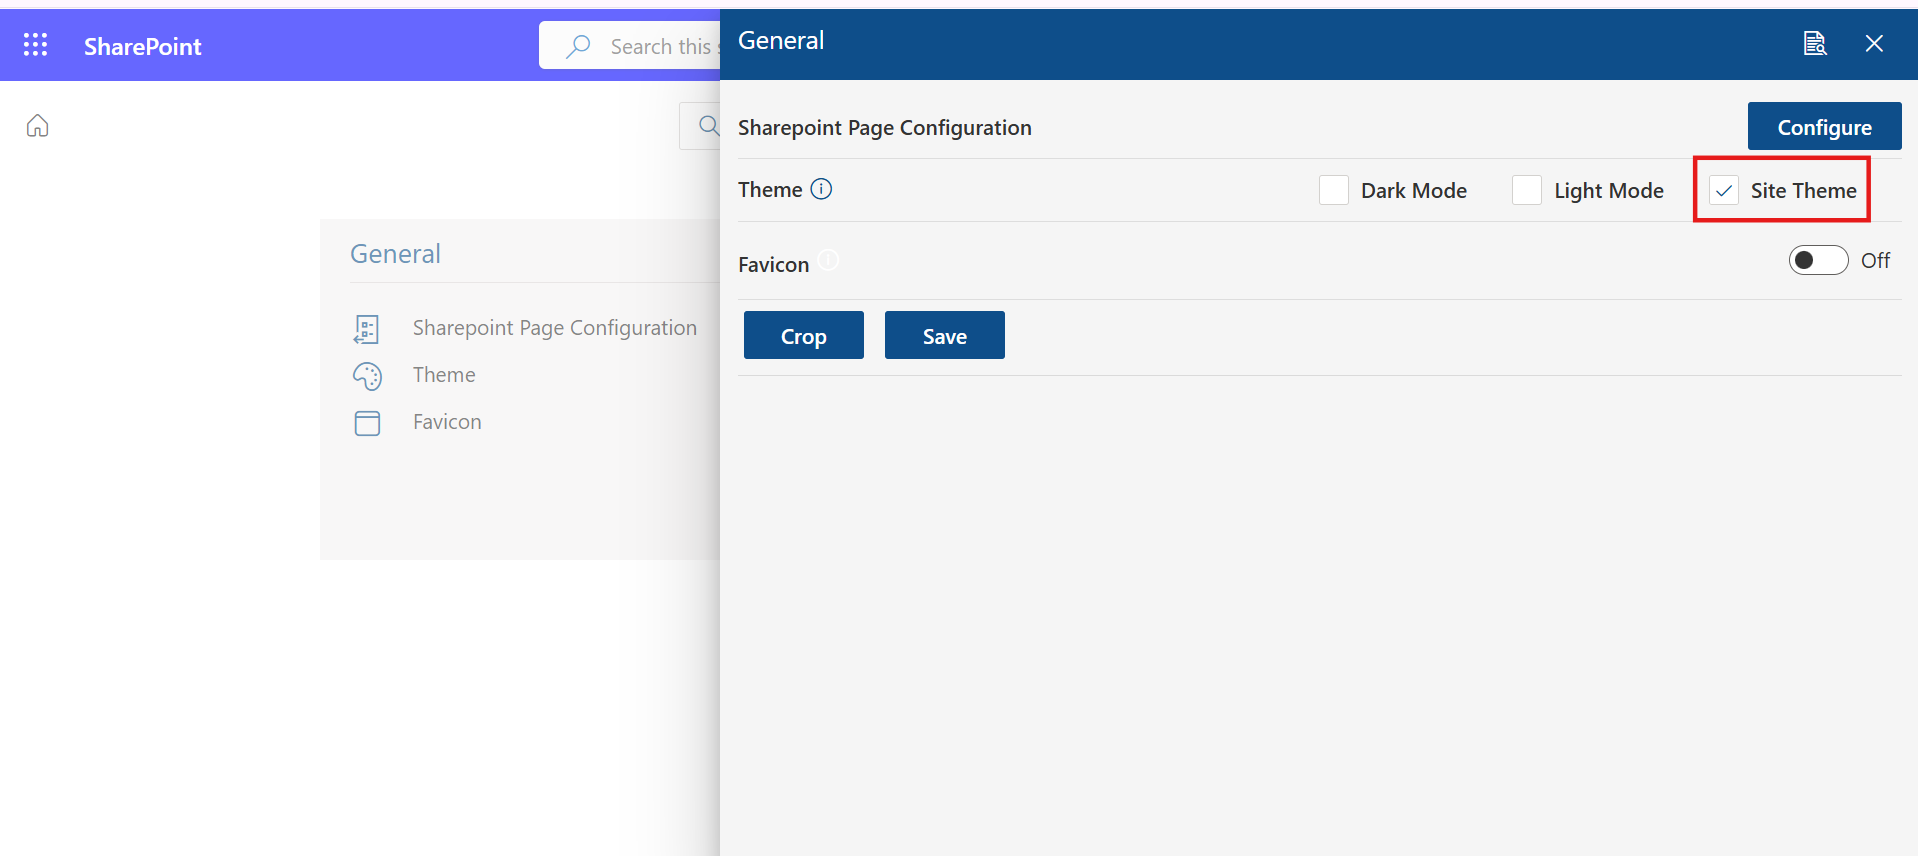 SharePoint
Search this
General
Sharepoint Page Configuration
Configure
Theme
Dark Mode
Light Mode
Site Theme
Favicon
Off
Crop
Save
General
Sharepoint Page Configuration
Theme
Favicon